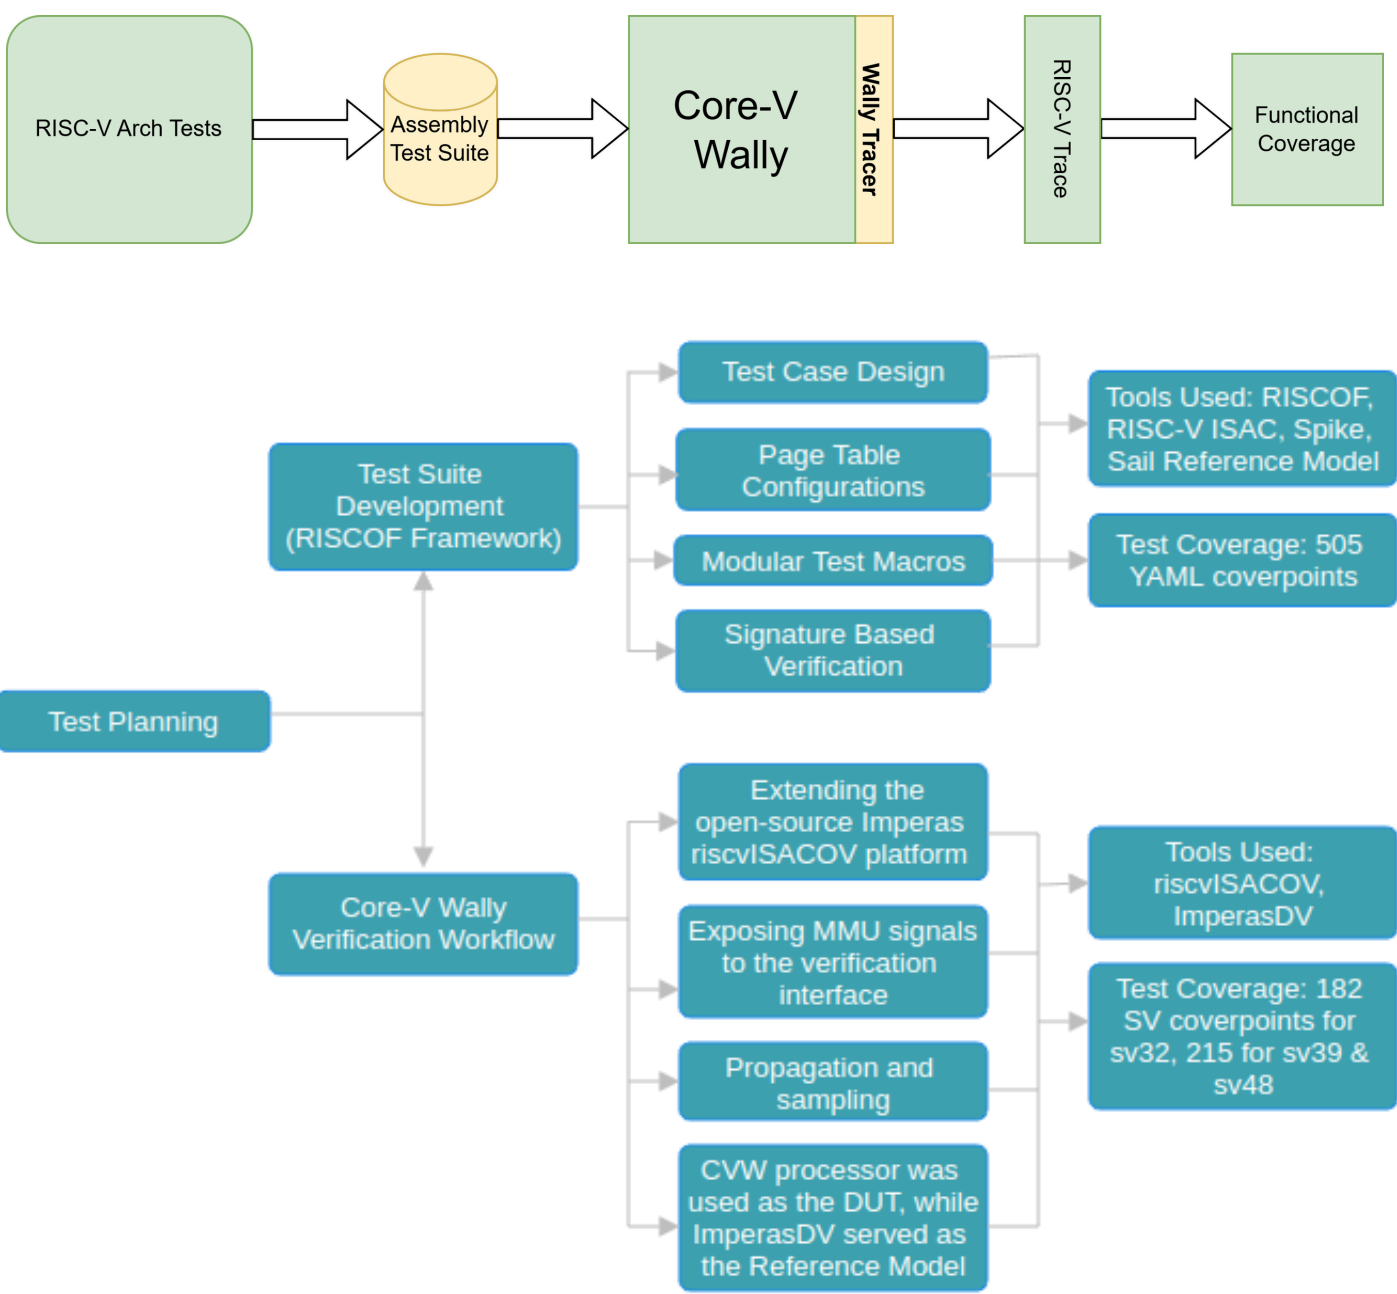 RISC-V Arch Tests
Assembly
Test Suite
Core-V
Wally
Wally Tracer
RISC-V Trace
Functional
Coverage
Test Case Design
Page Table
Configurations
Modular Test Macros
Signature Based
Verification
Tools Used: RISCOF,
RISC-V ISAC, Spike,
Sail Reference Model
Test Coverage: 505
YAML coverpoints
Test Suite
Development
(RISCOF Framework)
Test Planning
Core-V Wally
Verification Workflow
Extending the
open-source Imperas
riscvISACOV platform
Exposing MMU signals
to the verification
interface
Propagation and
sampling
CVW processor was
used as the DUT, while
ImperasDV served as
the Reference Model
Tools Used:
riscvISACOV,
ImperasDV
Test Coverage: 182
SV coverpoints for
sv32, 215 for sv39 &
sv48